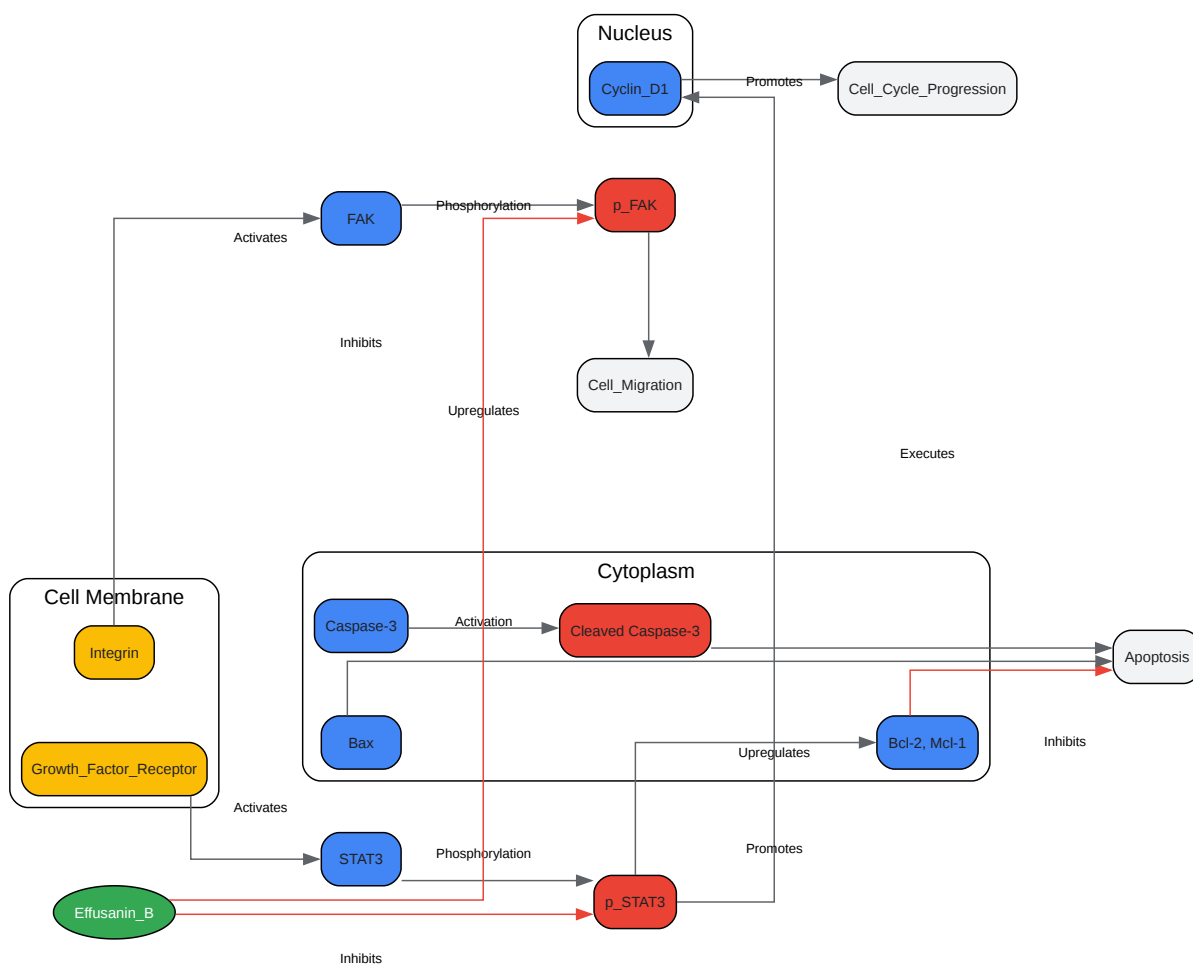 Nucleus
Cyclin_D1
Promotes
Cell_Cycle_Progression
FAK
Phosphorylation
p_FAK
Activates
Inhibits
Cell_Migration
Upregulates
Executes
Cytoplasm
Cell Membrane
Caspase-3
Activation
Cleaved Caspase-3
Integrin
Apoptosis
Bax
Bcl-2, Mcl-1
Inhibits
Upregulates
Growth_Factor_Receptor
Activates
STAT3
Phosphorylation
Promotes
Effusanin_B
p_STAT3
Inhibits